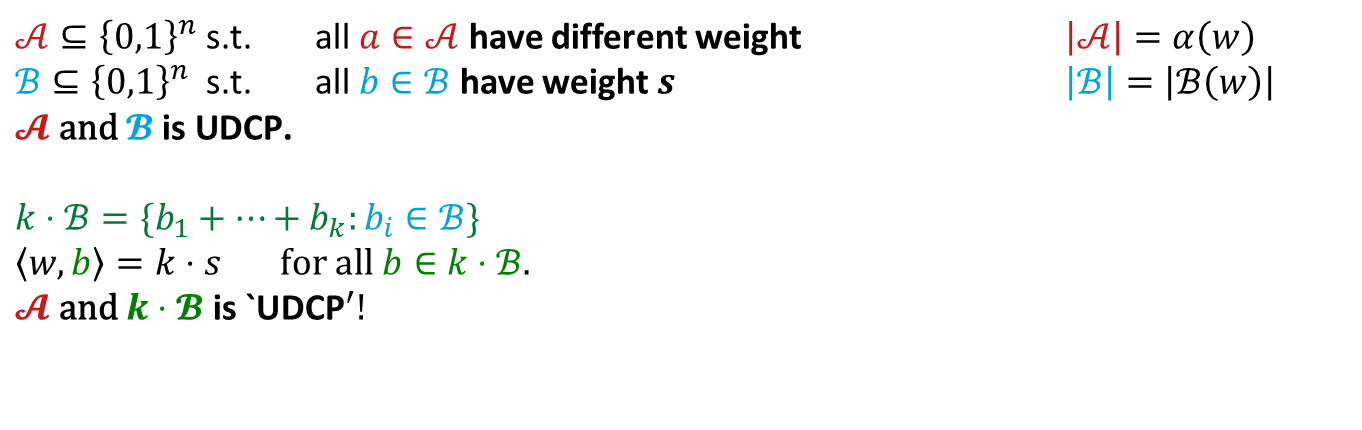 𝒜 ⊆ {0,1}ⁿ s.t. all a ∈ 𝒜 have different weight |𝒜| = α(w)
ℬ ⊆ {0,1}ⁿ s.t. all b ∈ ℬ have weight s |ℬ| = |ℬ(w)|
𝒜 and ℬ is UDCP.
k · ℬ = {b₁ + ⋯ + bₖ: bᵢ ∈ ℬ}
⟨w, b⟩ = k · s for all b ∈ k · ℬ.
𝒜 and k · ℬ is `UDCP′!